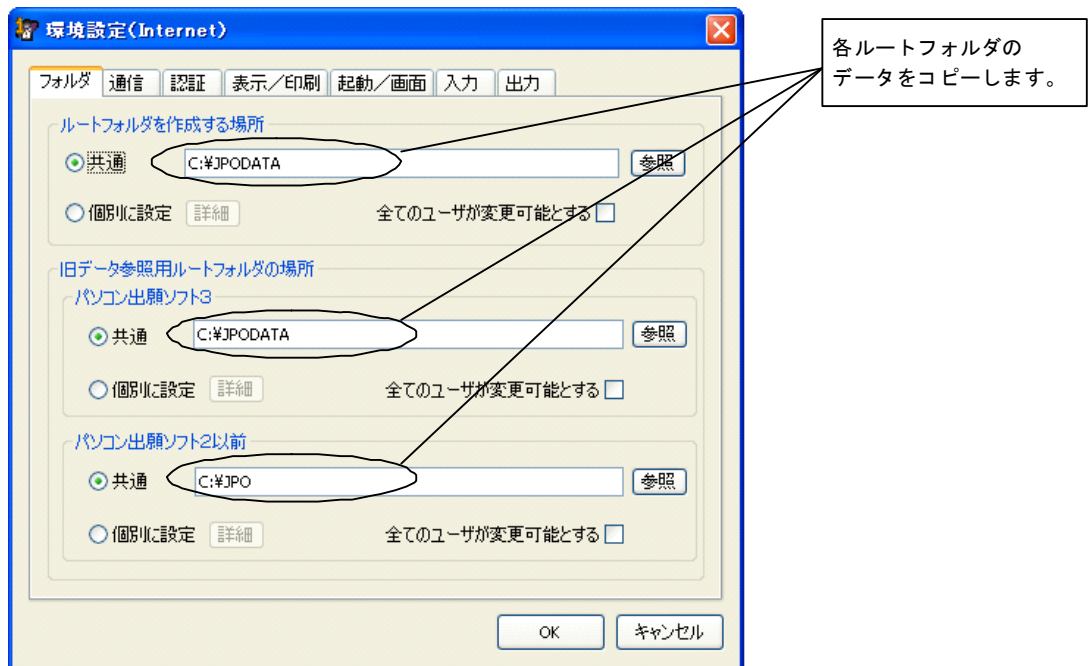 環境設定(Internet)
各ルートフォルダの
データをコピーします。
フォルダ 通信 認証 表示／印刷 起動／画面 入力 出力
ルートフォルダを作成する場所
共通 C:¥JPODATA 参照
個別に設定 詳細 全てのユーザが変更可能とする
旧データ参照用ルートフォルダの場所
パソコン出願ソフト3
共通 C:¥JPODATA 参照
個別に設定 詳細 全てのユーザが変更可能とする
パソコン出願ソフト2以前
共通 C:¥JPO 参照
個別に設定 詳細 全てのユーザが変更可能とする
OK キャンセル